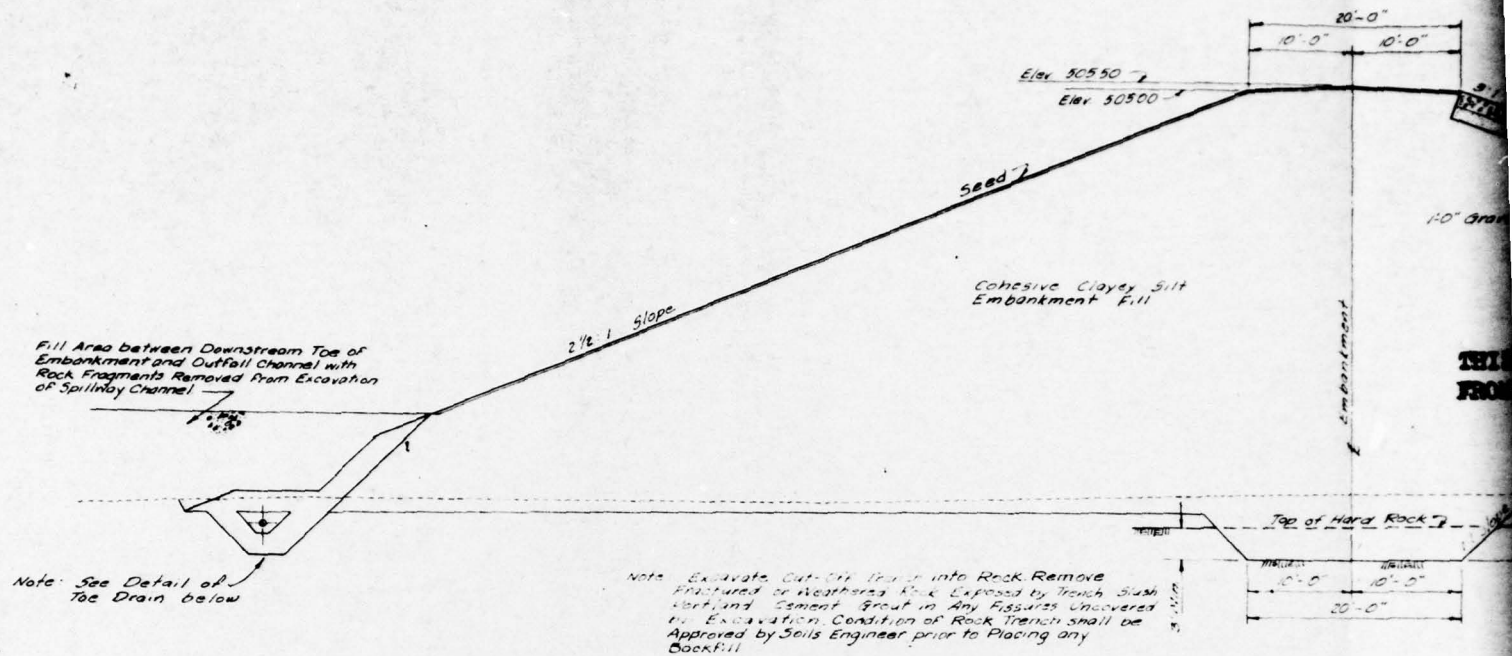 20'-0"
10'-0" 10'-0"
Elev 505.50
Elev 505.00
3:1
Seed
1'-0"
Cohesive Clayey Silt
Embankment Fill
2 1/2:1 Slope
Embankment
Fill Area between Downstream Toe of
Embankment and Outfall Channel with
Rock Fragments Removed From Excavation
of Spillway Channel
1
Top of Hard Rock
Note: See Detail of
Toe Drain below
Note: Excavate Cut-Off Trench into Rock. Remove
Fractured or Weathered Rock Exposed by Trench Slush
Portland Cement Grout in Any Fissures Uncovered
Excavation. Condition of Rock Trench shall be
Approved by Soils Engineer prior to Placing any
Backfill
10'-0" 10'-0"
20'-0"